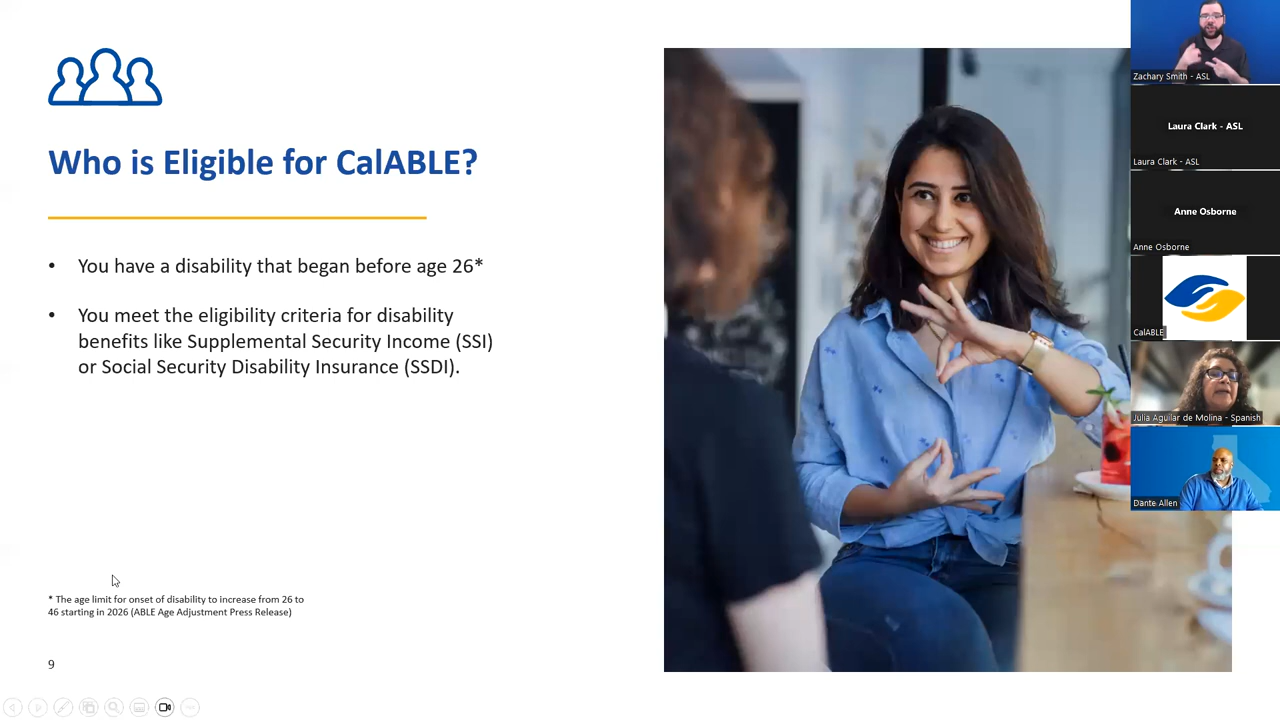 Who is Eligible for CalABLE?
• You have a disability that began before age 26*
• You meet the eligibility criteria for disability
benefits like Supplemental Security Income (SSI)
or Social Security Disability Insurance (SSDI).
* The age limit for onset of disability to increase from 26 to
46 starting in 2026 (ABLE Age Adjustment Press Release)
9
Zachary Smith - ASL
Laura Clark - ASL
Laura Clark - ASL
Anne Osborne
Anne Osborne
CalABLE
Julia Aguilar de Molina - Spanish
Dante Allen